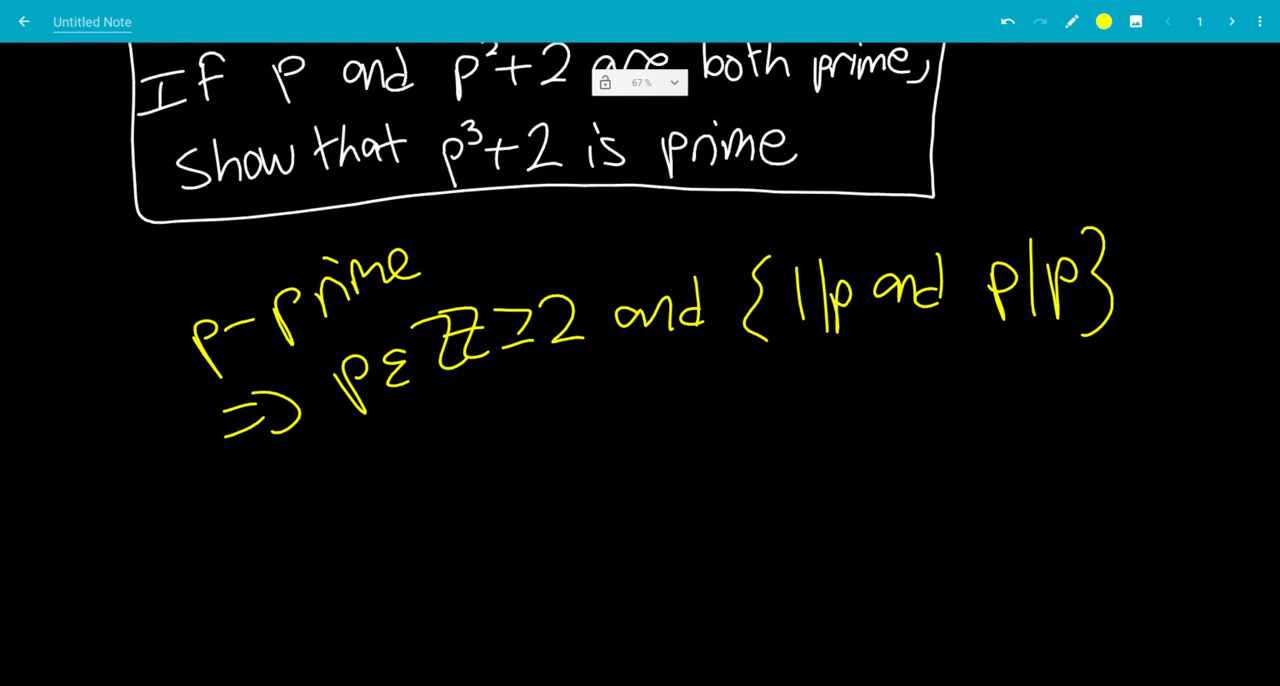 Untitled Note
1
If p and p²+2 are both prime,
67 %
show that p³+2 is prime
p-prime
⇒ p ε ℤ ≥ 2 and {1|p and p|p}